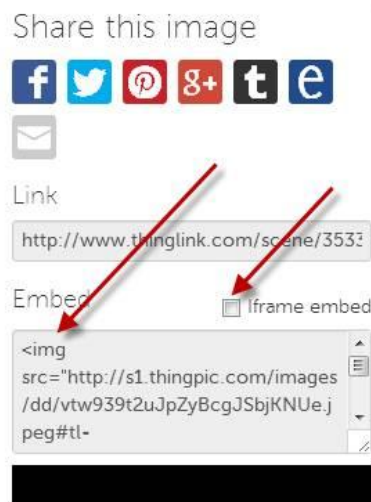 Share this image
f g+ t e
Link
http://www.thinglink.com/scene/3533
Embed Iframe embed
<img
src="http://s1.thingpic.com/images
/dd/vtw939t2uJpZyBcgJSbjKNUe.j
peg#tl-